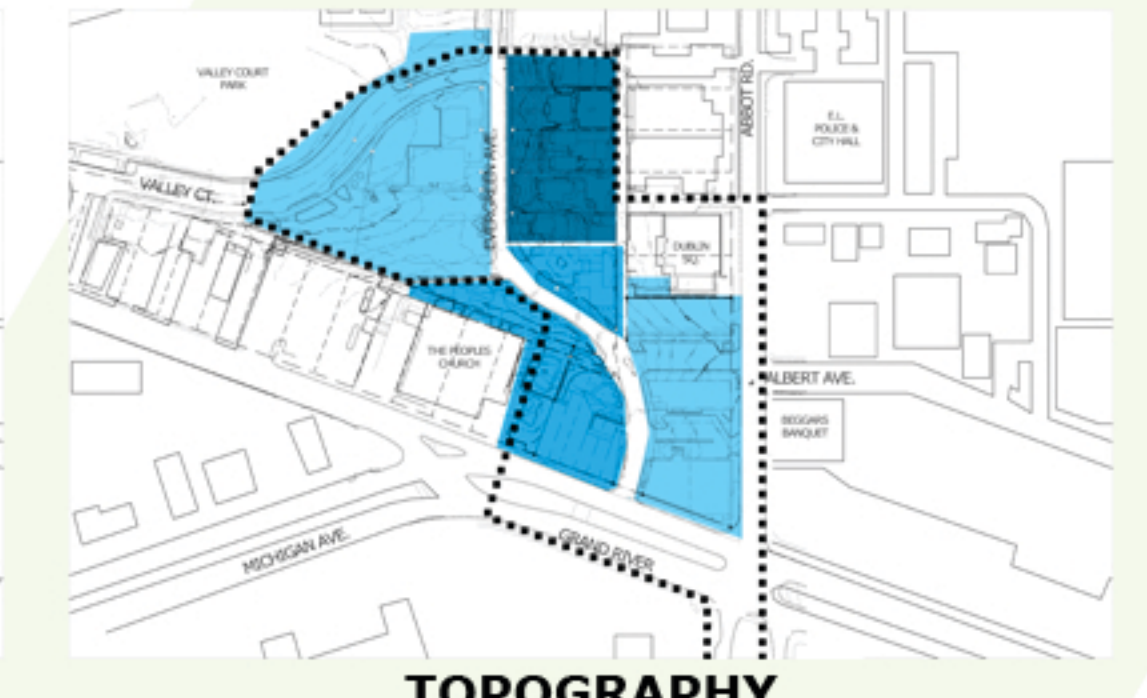 VALLEY COURT
PARK
ABBOT RD.
E.L.
POLICE &
CITY HALL
EVERGREEN AVE.
VALLEY CT.
DUBLIN
SQ.
THE PEOPLES
CHURCH
ALBERT AVE.
BEGGARS
BANQUET
GRAND RIVER
MICHIGAN AVE.
TOPOGRAPHY